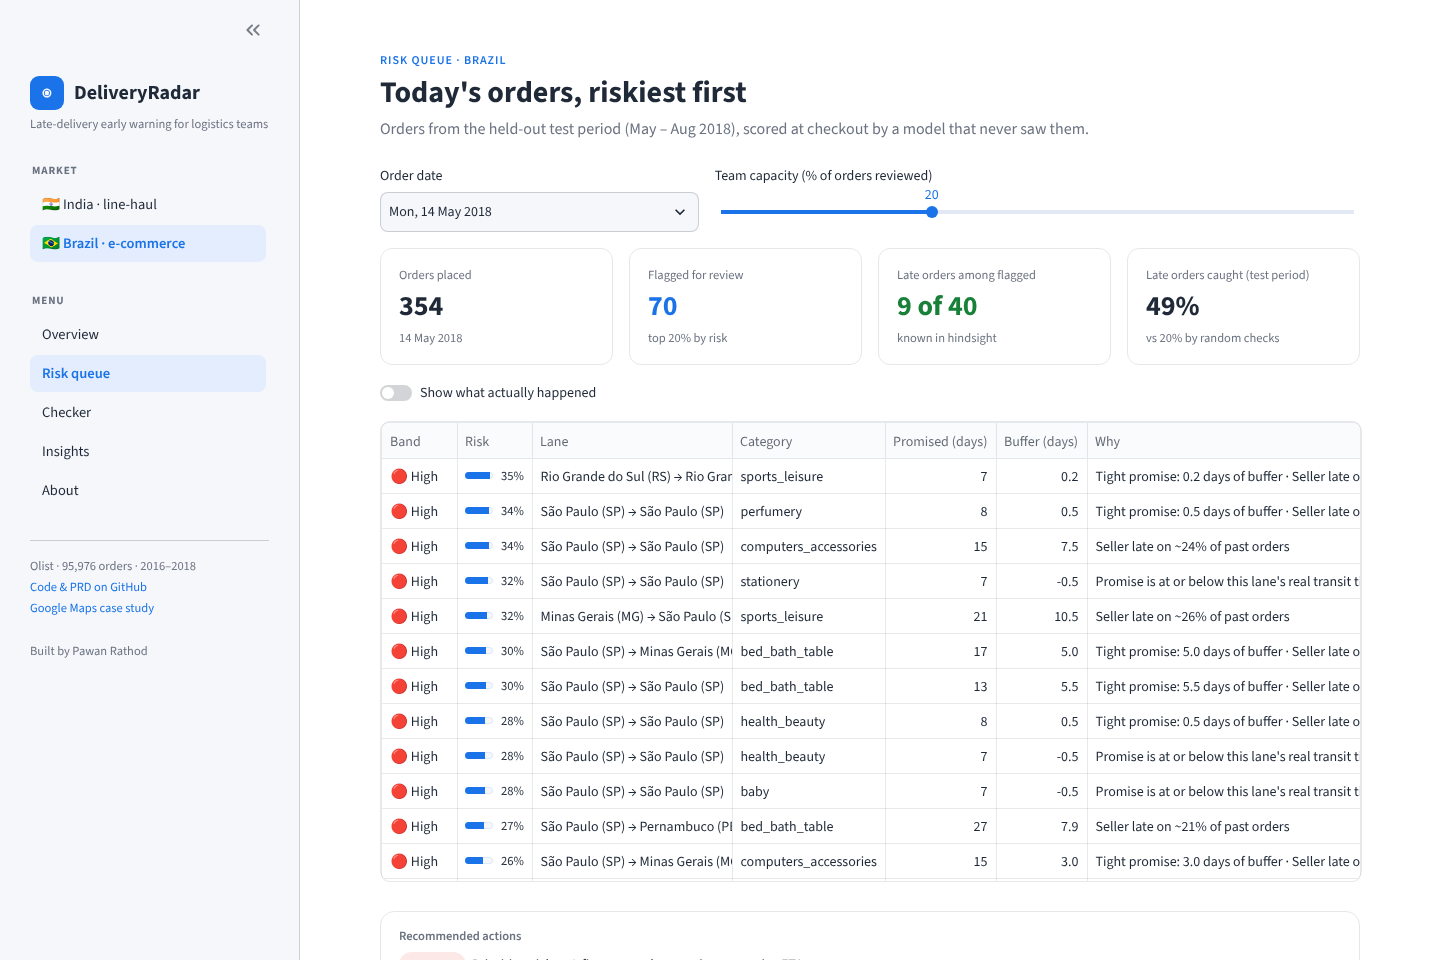 DeliveryRadar
Late-delivery early warning for logistics teams
MARKET
🇮🇳 India · line-haul
🇧🇷 Brazil · e-commerce
MENU
Overview
Risk queue
Checker
Insights
About
Olist · 95,976 orders · 2016–2018
Code & PRD on GitHub
Google Maps case study
Built by Pawan Rathod
RISK QUEUE · BRAZIL
Today's orders, riskiest first
Orders from the held-out test period (May – Aug 2018), scored at checkout by a model that never saw them.
Order date
Mon, 14 May 2018
Team capacity (% of orders reviewed)
20
Orders placed
354
14 May 2018
Flagged for review
70
top 20% by risk
Late orders among flagged
9 of 40
known in hindsight
Late orders caught (test period)
49%
vs 20% by random checks
Show what actually happened
Band Risk Lane Category Promised (days) Buffer (days) Why
High 35% Rio Grande do Sul (RS) → Rio Gran sports_leisure 7 0.2 Tight promise: 0.2 days of buffer · Seller late o
High 34% São Paulo (SP) → São Paulo (SP) perfumery 8 0.5 Tight promise: 0.5 days of buffer · Seller late o
High 34% São Paulo (SP) → São Paulo (SP) computers_accessories 15 7.5 Seller late on ~24% of past orders
High 32% São Paulo (SP) → São Paulo (SP) stationery 7 -0.5 Promise is at or below this lane's real transit t
High 32% Minas Gerais (MG) → São Paulo (S sports_leisure 21 10.5 Seller late on ~26% of past orders
High 30% São Paulo (SP) → Minas Gerais (M bed_bath_table 17 5.0 Tight promise: 5.0 days of buffer · Seller late o
High 30% São Paulo (SP) → São Paulo (SP) bed_bath_table 13 5.5 Tight promise: 5.5 days of buffer · Seller late o
High 28% São Paulo (SP) → São Paulo (SP) health_beauty 8 0.5 Tight promise: 0.5 days of buffer · Seller late o
High 28% São Paulo (SP) → São Paulo (SP) health_beauty 7 -0.5 Promise is at or below this lane's real transit t
High 28% São Paulo (SP) → São Paulo (SP) baby 7 -0.5 Promise is at or below this lane's real transit t
High 27% São Paulo (SP) → Pernambuco (PE bed_bath_table 27 7.9 Seller late on ~21% of past orders
High 26% São Paulo (SP) → Minas Gerais (M computers_accessories 15 3.0 Tight promise: 3.0 days of buffer · Seller late o
Recommended actions